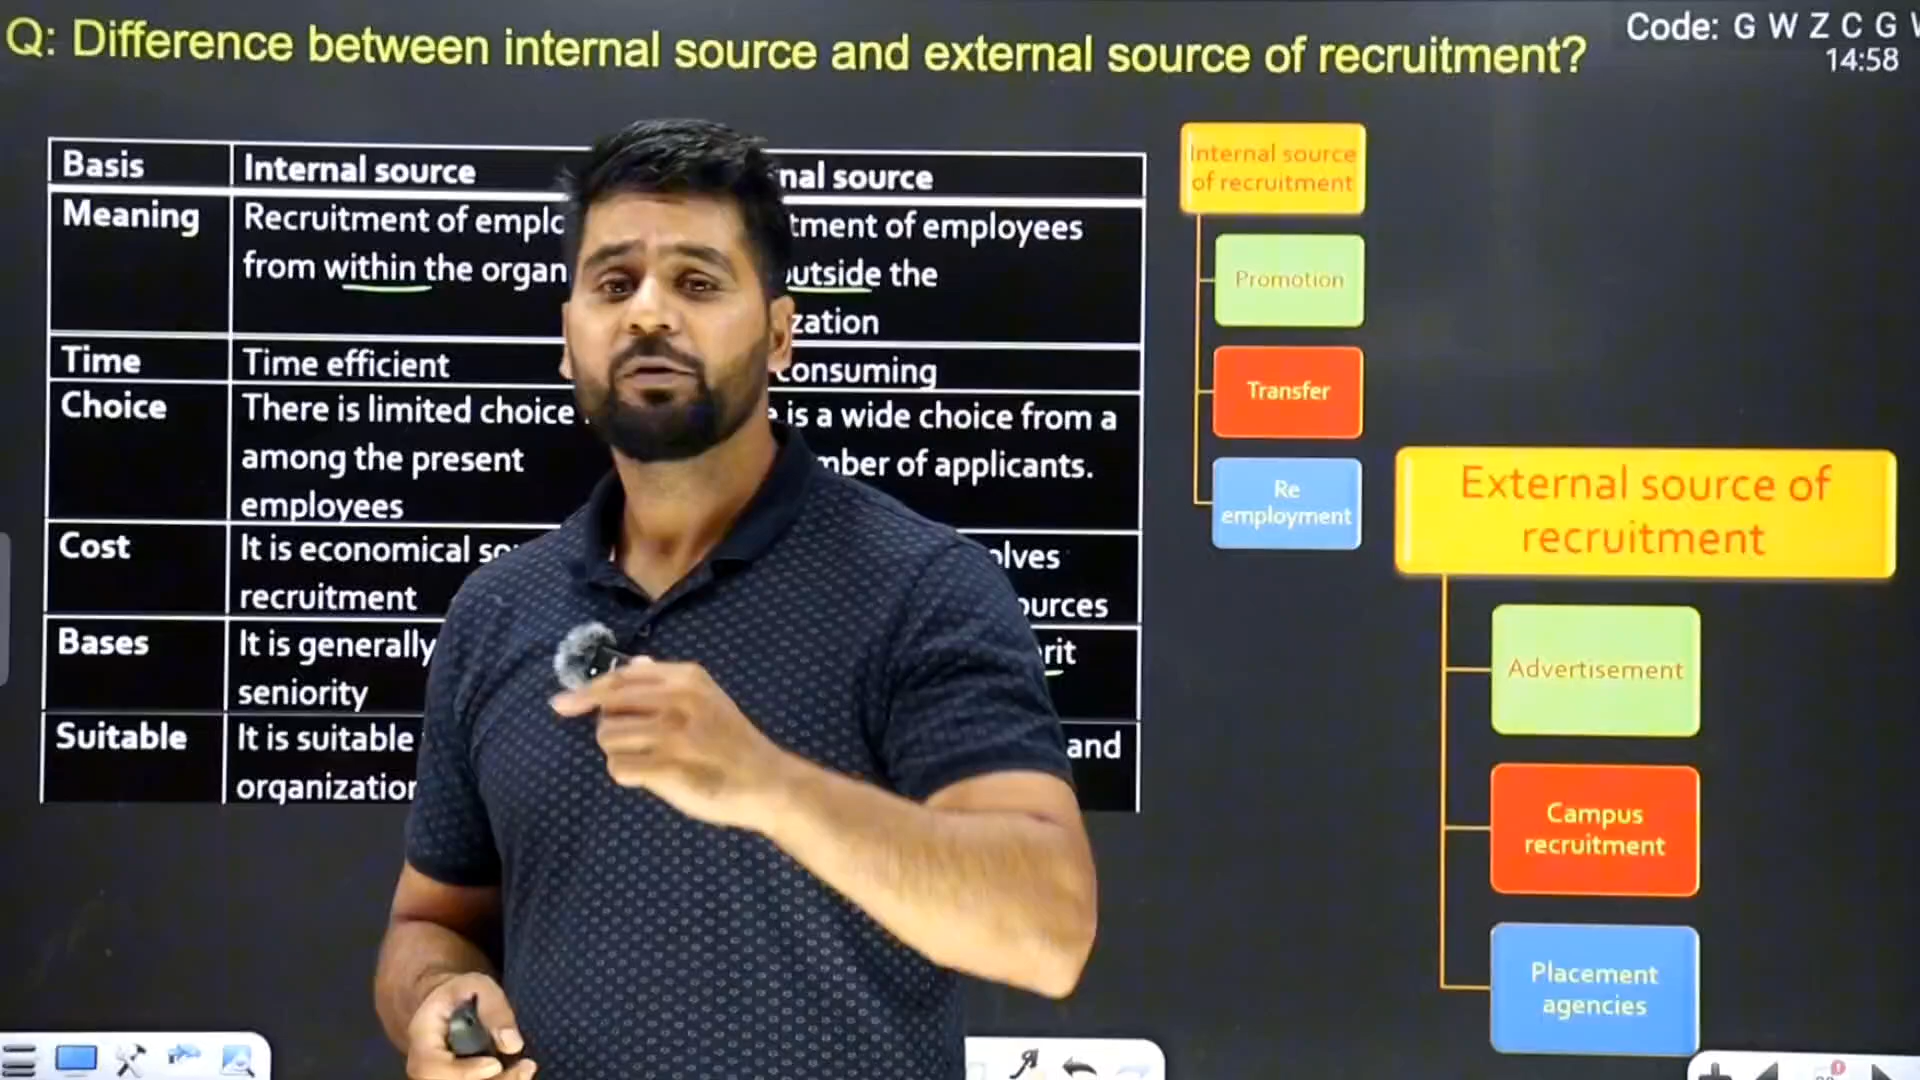 Q: Difference between internal source and external source of recruitment?
Code: G W Z C G
14:58
Basis
Internal source
nal source
Meaning
Recruitment of emplo
from within the organ
tment of employees
outside the
zation
Time
Time efficient
consuming
Choice
There is limited choice
among the present
employees
is a wide choice from a
mber of applicants.
Cost
It is economical so
recruitment
olves
ources
Bases
It is generally
seniority
rit
Suitable
It is suitable
organization
and
Internal source
of recruitment
Promotion
Transfer
Re
employment
External source of
recruitment
Advertisement
Campus
recruitment
Placement
agencies